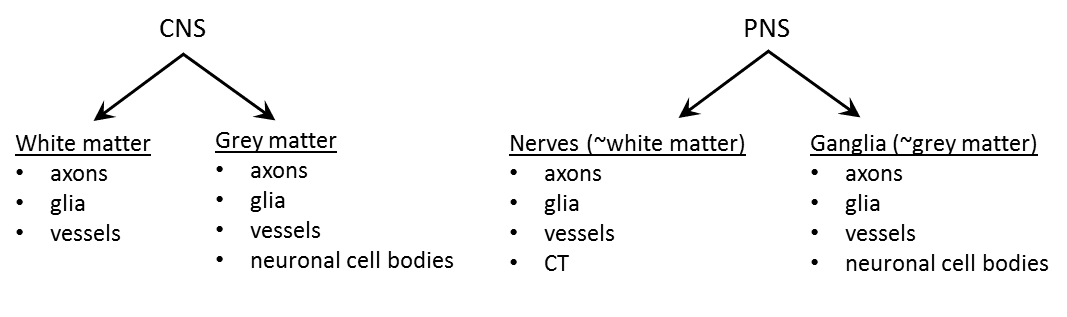 CNS
White matter
• axons
• glia
• vessels
Grey matter
• axons
• glia
• vessels
• neuronal cell bodies
PNS
Nerves (~white matter)
• axons
• glia
• vessels
• CT
Ganglia (~grey matter)
• axons
• glia
• vessels
• neuronal cell bodies